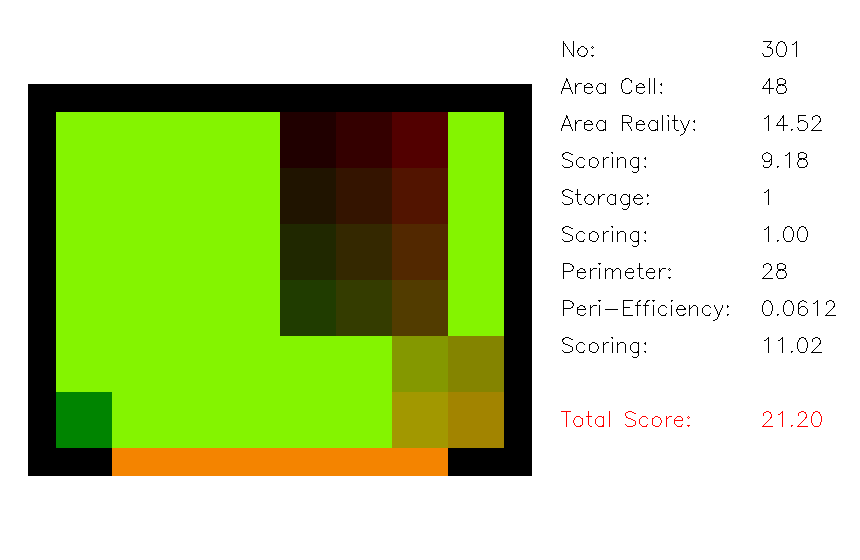 No: 301
Area Cell: 48
Area Reality: 14.52
Scoring: 9.18
Storage: 1
Scoring: 1.00
Perimeter: 28
Peri-Efficiency: 0.0612
Scoring: 11.02
Total Score: 21.20